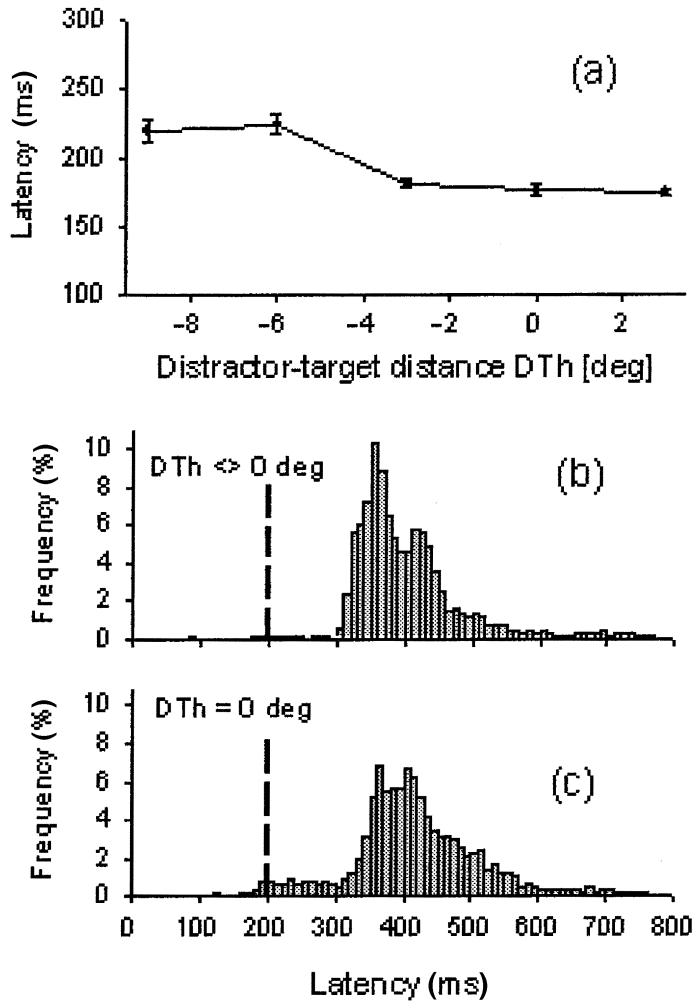 300
(a)
250
200
150
100
Latency (ms)
−8 −6 −4 −2 0 2
Distractor-target distance DTh [deg]
10
DTh <> 0 deg
(b)
8
6
4
2
0
Frequency (%)
10
DTh = 0 deg
8
(c)
6
4
2
0
Frequency (%)
0 100 200 300 400 500 600 700 800
Latency (ms)